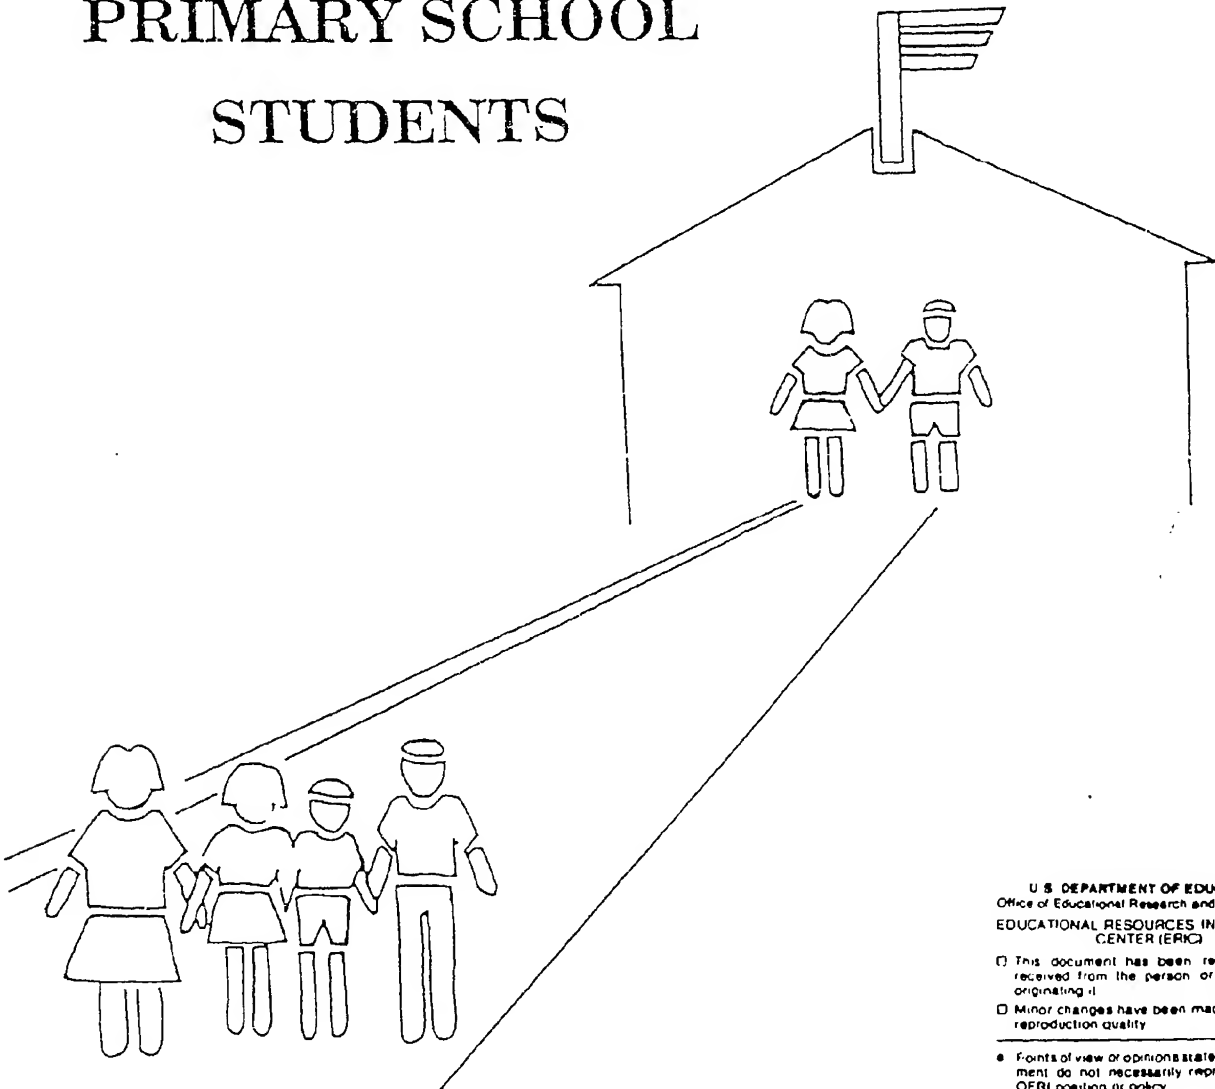 PRIMARY SCHOOL
STUDENTS
U S DEPARTMENT OF EDU
Office of Educational Research and
EDUCATIONAL RESOURCES IN
CENTER (ERIC)
□ This document has been re
received from the person or
originating it
□ Minor changes have been mad
reproduction quality
● Points of view or opinions state
ment do not necessarily repr
OERI position or policy